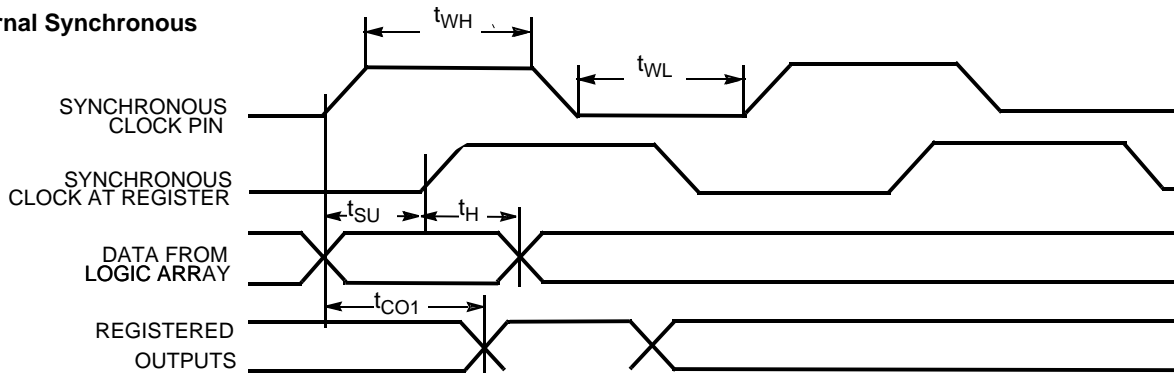 rnal Synchronous
tWH
tWL
SYNCHRONOUS
CLOCK PIN
SYNCHRONOUS
CLOCK AT REGISTER
tSU
tH
DATA FROM
LOGIC ARRAY
tCO1
REGISTERED
OUTPUTS